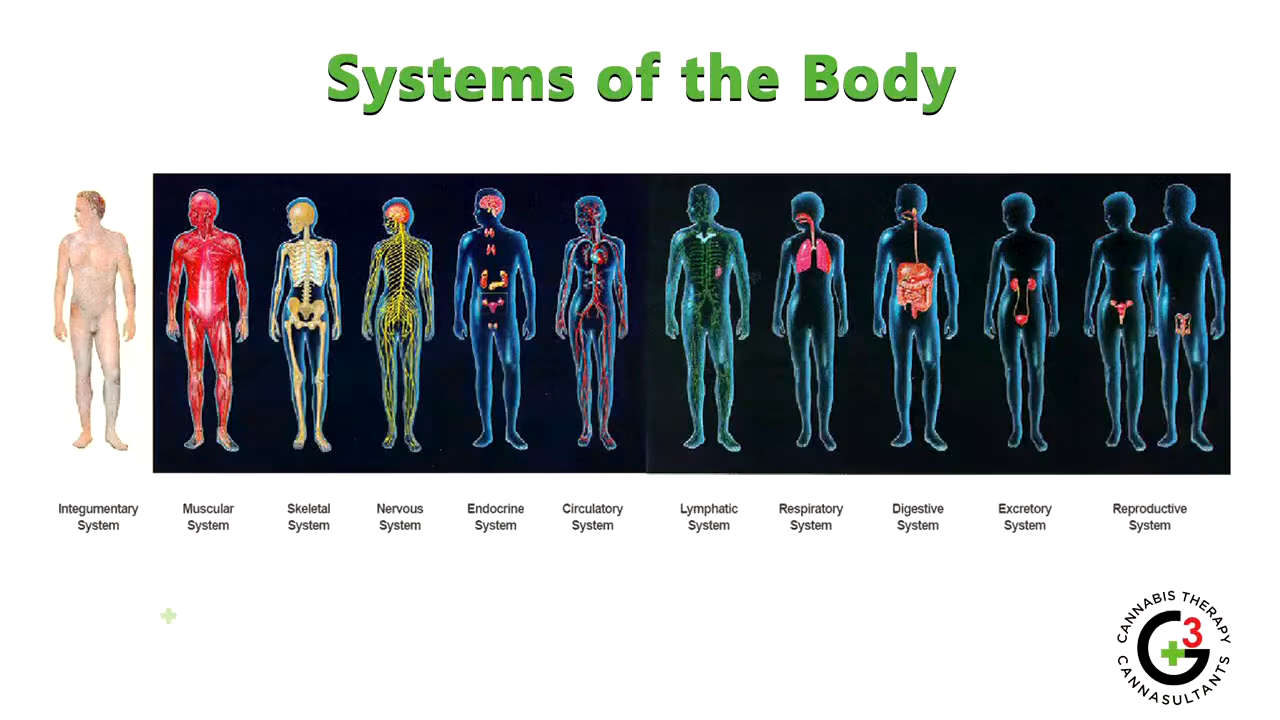 Systems of the Body
Integumentary
System
Muscular
System
Skeletal
System
Nervous
System
Endocrine
System
Circulatory
System
Lymphatic
System
Respiratory
System
Digestive
System
Excretory
System
Reproductive
System
CANNABIS THERAPY
G3
CANNASULTANTS